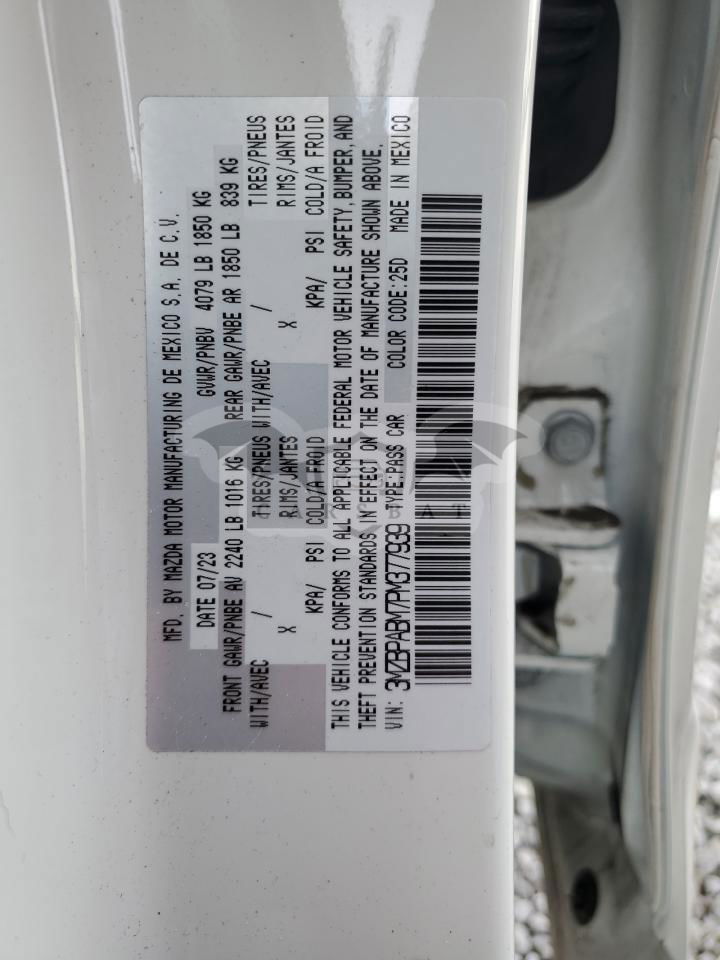 MFD. BY MAZDA MOTOR MANUFACTURING DE MEXICO S.A. DE C.V.
DATE 07/23 GVWR/PNBV 4079 LB 1850 KG
FRONT GAWR/PNBE AV 2240 LB 1016 KG REAR GAWR/PNBE AR 1850 LB 839 KG
WITH/AVEC / TIRES/PNEUS WITH/AVEC / TIRES/PNEUS
X RIMS/JANTES X RIMS/JANTES
KPA/ PSI COLD/A FROID KPA/ PSI COLD/A FROID
THIS VEHICLE CONFORMS TO ALL APPLICABLE FEDERAL MOTOR VEHICLE SAFETY, BUMPER, AND
THEFT PREVENTION STANDARDS IN EFFECT ON THE DATE OF MANUFACTURE SHOWN ABOVE.
VIN: 3MZBPABM7PM377939 TYPE:PASS CAR COLOR CODE:25D MADE IN MEXICO